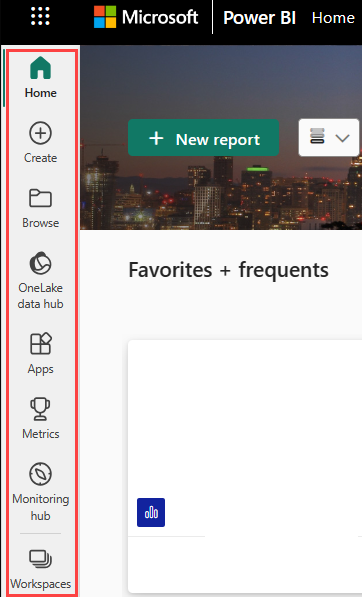 Microsoft Power BI Home
Home
Create
Browse
OneLake
data hub
Apps
Metrics
Monitoring
hub
Workspaces
+ New report
Favorites + frequents